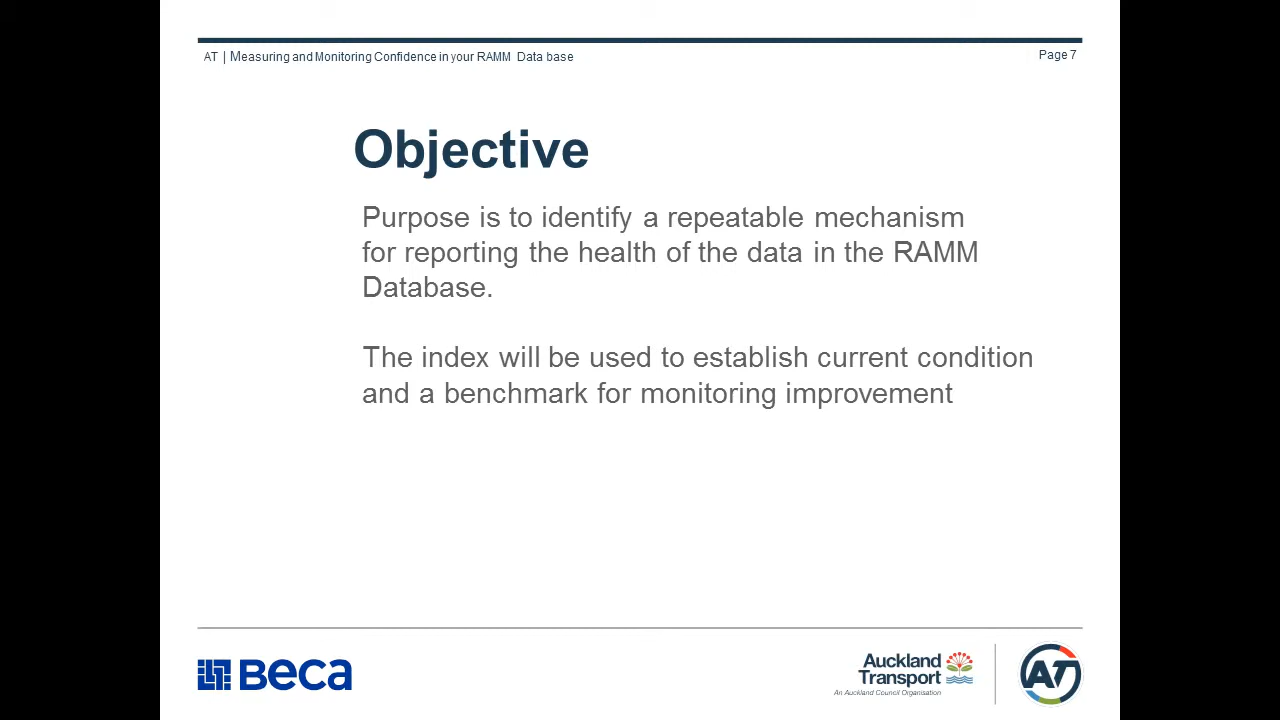 AT | Measuring and Monitoring Confidence in your RAMM Data base
Page 7
Objective
Purpose is to identify a repeatable mechanism
for reporting the health of the data in the RAMM
Database.
The index will be used to establish current condition
and a benchmark for monitoring improvement
Beca
Auckland
Transport
An Auckland Council Organisation
AT